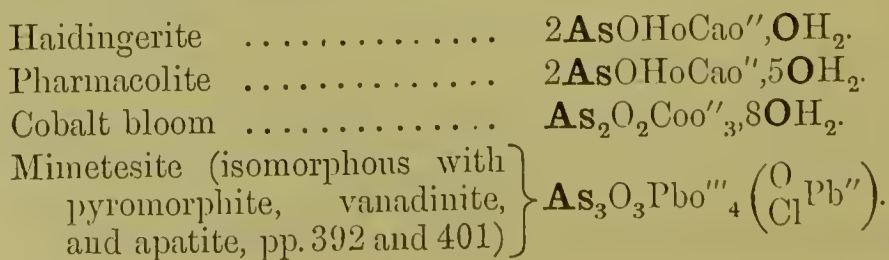 Haidingerite ............... 2AsOHoCao″,OH₂.
Pharmacolite ............... 2AsOHoCao″,5OH₂.
Cobalt bloom .............. As₂O₂Coo″₃,8OH₂.
Mimetesite (isomorphous with
pyromorphite, vanadinite,
and apatite, pp. 392 and 401) } As₃O₃Pbo‴₄ (O Cl Pb″).